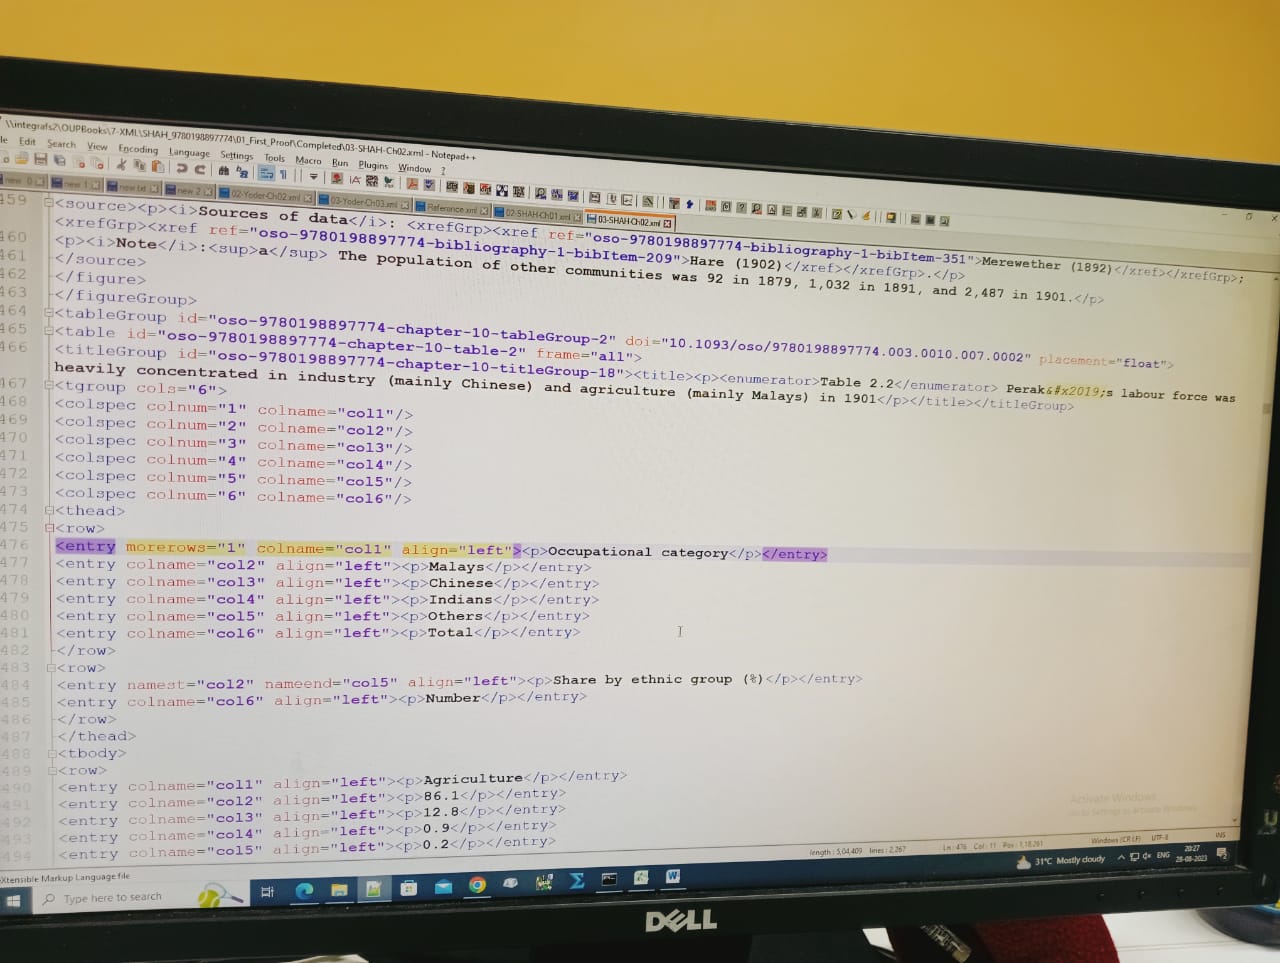 \\integrafs2\OUPBooks\7-XML\SHAH_9780198897774\01_First_Proof\Completed\03-SHAH-Ch02.xml - Notepad++
Edit Search View Encoding Language Settings Tools Macro Run Plugins Window ?
new 0 new 1 new.txt new 2 02-Yoder-Ch02.xml 03-Yoder-Ch03.xml Reference.xml 02-SHAH-Ch01.xml 03-SHAH-Ch02.xml
459 <source><p><i>Sources of data</i>: <xrefGrp><xref ref="oso-9780198897774-bibliography-1-bibItem-351">Merewether (1892)</xref></xrefGrp>;
<xrefGrp><xref ref="oso-9780198897774-bibliography-1-bibItem-209">Hare (1902)</xref></xrefGrp>.</p>
460 <p><i>Note</i>:<sup>a</sup> The population of other communities was 92 in 1879, 1,032 in 1891, and 2,487 in 1901.</p>
461 </source>
462 </figure>
463 </figureGroup>
464 <tableGroup id="oso-9780198897774-chapter-10-tableGroup-2" doi="10.1093/oso/9780198897774.003.0010.007.0002" placement="float">
465 <table id="oso-9780198897774-chapter-10-table-2" frame="all">
466 <titleGroup id="oso-9780198897774-chapter-10-titleGroup-18"><title><p><enumerator>Table 2.2</enumerator> Perak&#x2019;s labour force was
heavily concentrated in industry (mainly Chinese) and agriculture (mainly Malays) in 1901</p></title></titleGroup>
467 <tgroup cols="6">
468 <colspec colnum="1" colname="col1"/>
469 <colspec colnum="2" colname="col2"/>
470 <colspec colnum="3" colname="col3"/>
471 <colspec colnum="4" colname="col4"/>
472 <colspec colnum="5" colname="col5"/>
473 <colspec colnum="6" colname="col6"/>
474 <thead>
475 <row>
476 <entry morerows="1" colname="col1" align="left"><p>Occupational category</p></entry>
477 <entry colname="col2" align="left"><p>Malays</p></entry>
478 <entry colname="col3" align="left"><p>Chinese</p></entry>
479 <entry colname="col4" align="left"><p>Indians</p></entry>
480 <entry colname="col5" align="left"><p>Others</p></entry>
481 <entry colname="col6" align="left"><p>Total</p></entry>
482 </row>
483 <row>
484 <entry namest="col2" nameend="col5" align="left"><p>Share by ethnic group (%)</p></entry>
485 <entry colname="col6" align="left"><p>Number</p></entry>
486 </row>
487 </thead>
488 <tbody>
489 <row>
490 <entry colname="col1" align="left"><p>Agriculture</p></entry>
491 <entry colname="col2" align="left"><p>86.1</p></entry>
492 <entry colname="col3" align="left"><p>12.8</p></entry>
493 <entry colname="col4" align="left"><p>0.9</p></entry>
494 <entry colname="col5" align="left"><p>0.2</p></entry>
Activate Windows
Go to Settings to activate Windows.
eXtensible Markup Language file length : 5,04,409 lines : 2,267 Ln : 476 Col : 11 Pos : 1,18,261 Windows (CR LF) UTF-8 INS
Type here to search 31°C Mostly cloudy ENG 20:27
28-08-2023
DELL